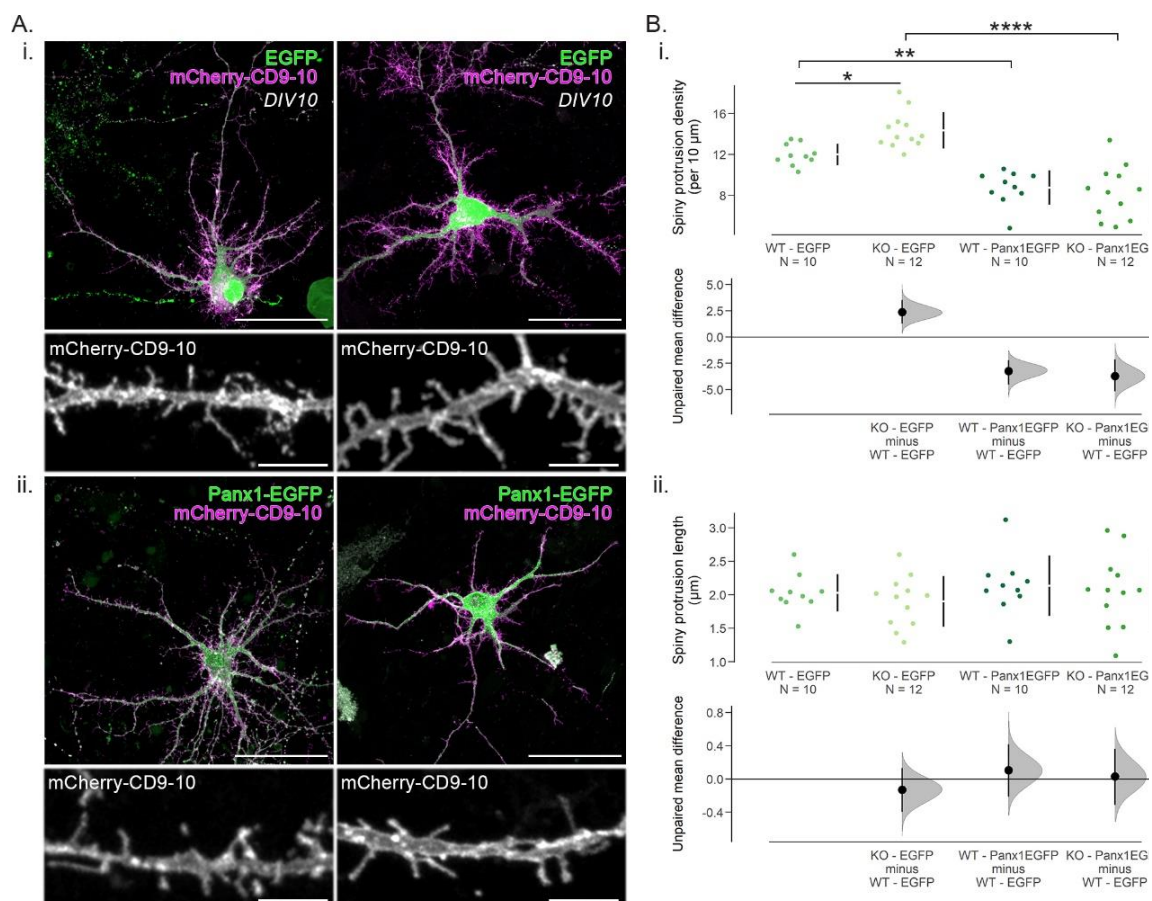 A.
i.
EGFP
mCherry-CD9-10
DIV10
EGFP
mCherry-CD9-10
DIV10
mCherry-CD9-10
mCherry-CD9-10
ii.
Panx1-EGFP
mCherry-CD9-10
Panx1-EGFP
mCherry-CD9-10
mCherry-CD9-10
mCherry-CD9-10
B.
i.
****
**
*
Spiny protrusion density
(per 10 µm)
16
12
8
WT - EGFP
N = 10
KO - EGFP
N = 12
WT - Panx1EGFP
N = 10
KO - Panx1EG
N = 12
Unpaired mean difference
5.0
2.5
0.0
-2.5
-5.0
KO - EGFP
minus
WT - EGFP
WT - Panx1EGFP
minus
WT - EGFP
KO - Panx1EG
minus
WT - EGFP
ii.
Spiny protrusion length
(µm)
3.0
2.5
2.0
1.5
1.0
WT - EGFP
N = 10
KO - EGFP
N = 12
WT - Panx1EGFP
N = 10
KO - Panx1EG
N = 12
Unpaired mean difference
0.8
0.4
0.0
-0.4
KO - EGFP
minus
WT - EGFP
WT - Panx1EGFP
minus
WT - EGFP
KO - Panx1EG
minus
WT - EGFP